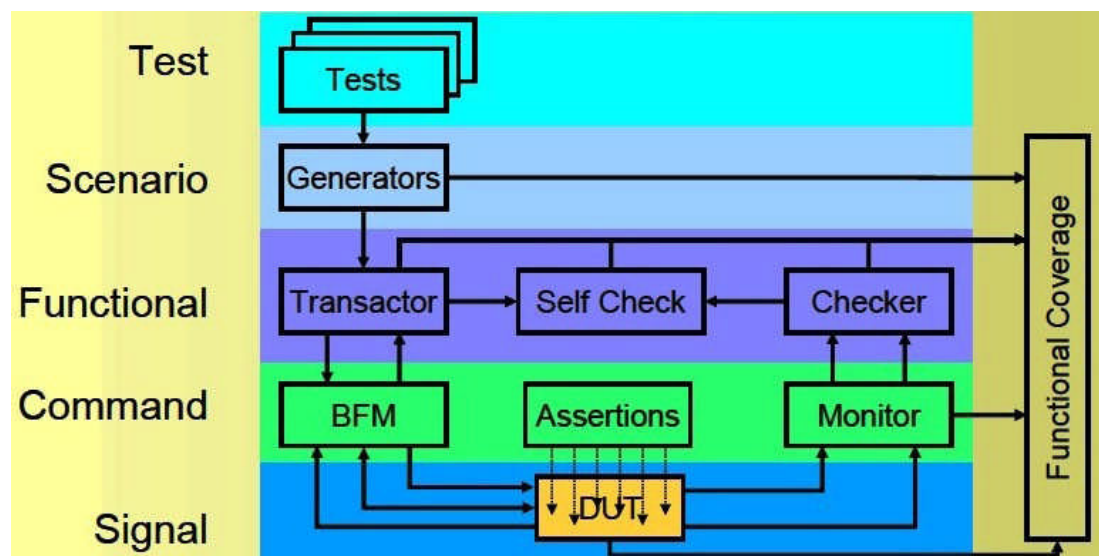 Test
Tests
Scenario
Generators
Functional
Transactor
Self Check
Checker
Command
BFM
Assertions
Monitor
Signal
DUT
Functional Coverage